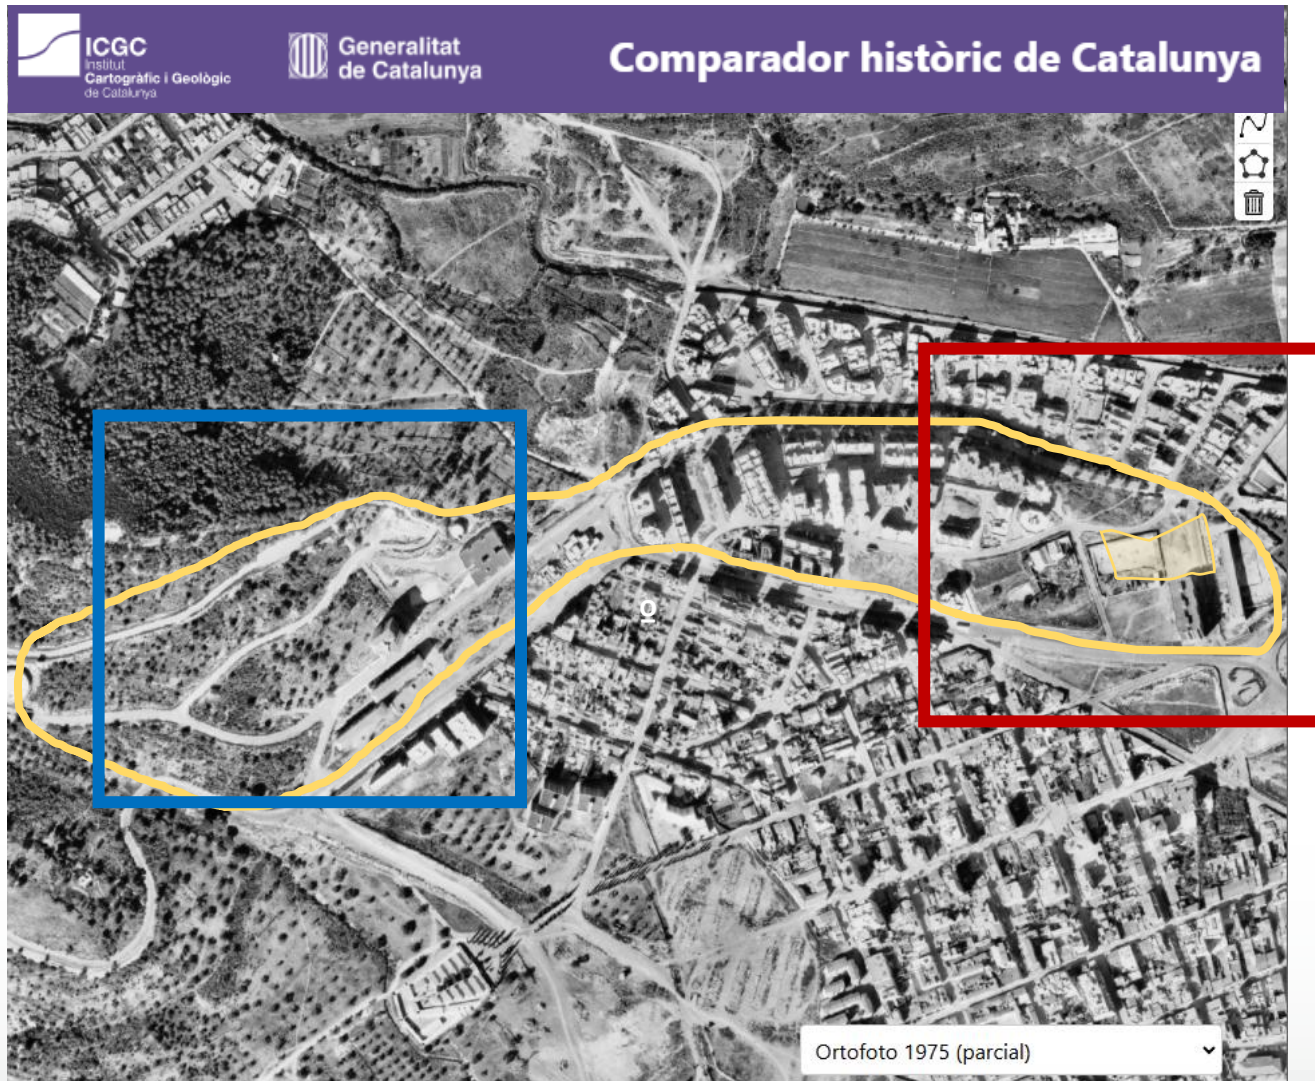 ICGC
Institut
Cartogràfic i Geològic
de Catalunya
Generalitat
de Catalunya
Comparador històric de Catalunya
Ortofoto 1975 (parcial)